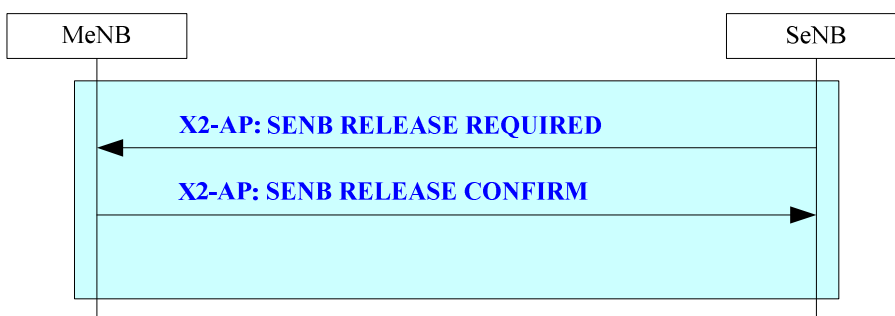 MeNB
SeNB
X2-AP: SENB RELEASE REQUIRED
X2-AP: SENB RELEASE CONFIRM